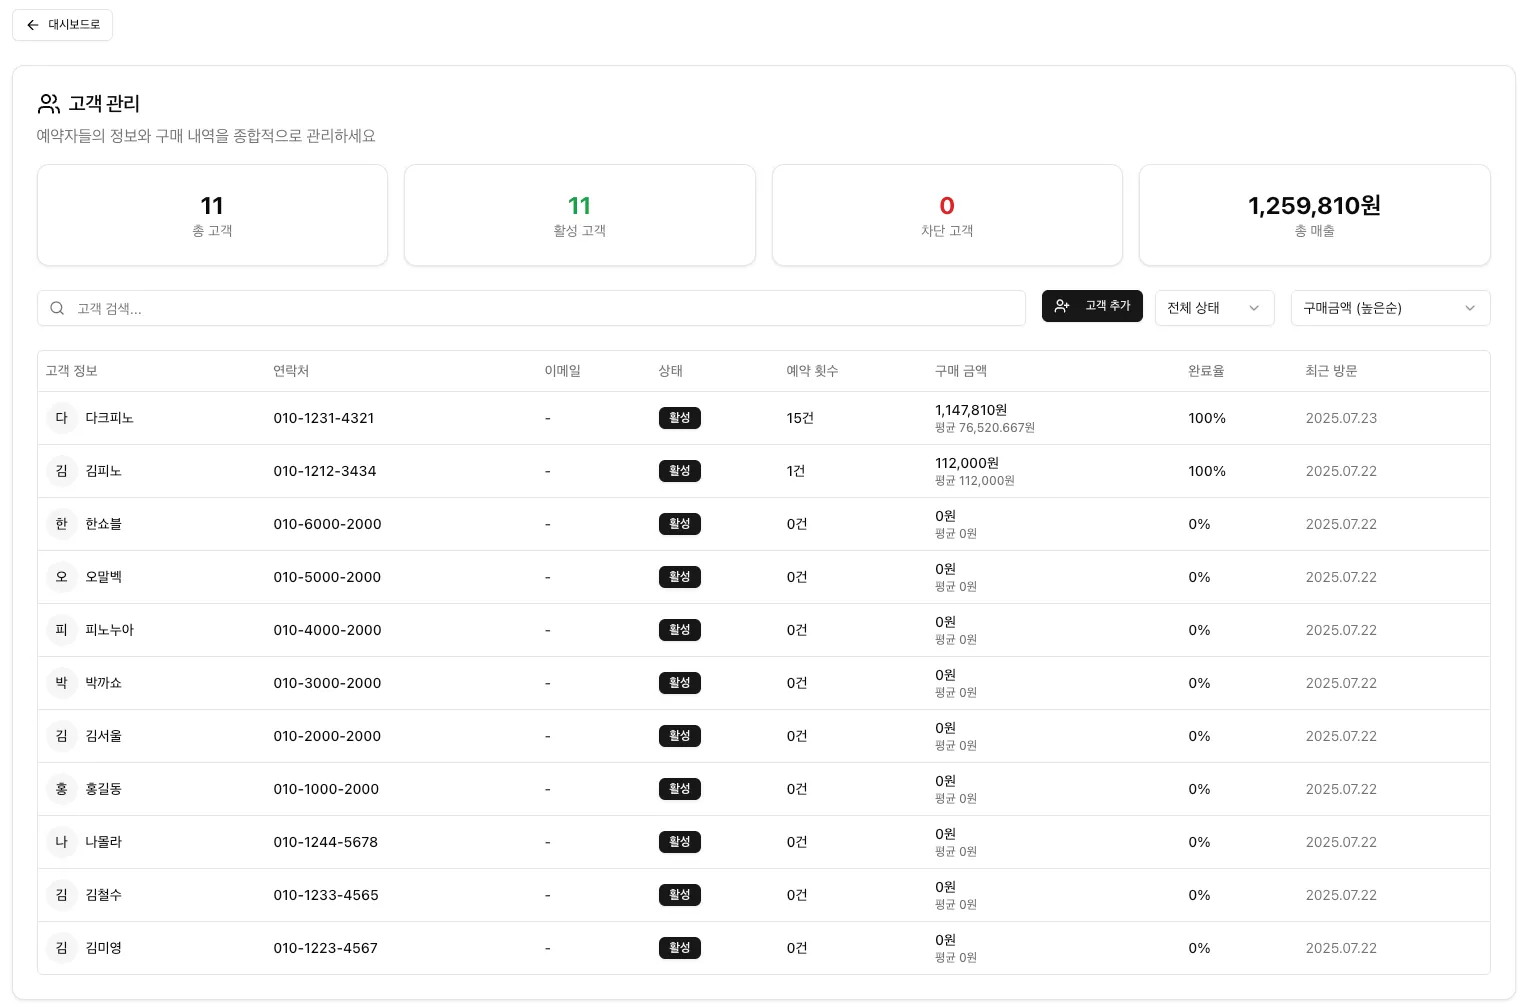 대시보드로
고객 관리
예약자들의 정보와 구매 내역을 종합적으로 관리하세요
11
총 고객
11
활성 고객
0
차단 고객
1,259,810원
총 매출
고객 검색...
고객 추가
전체 상태
구매금액 (높은순)
고객 정보 연락처 이메일 상태 예약 횟수 구매 금액 완료율 최근 방문
다 다크피노 010-1231-4321 - 활성 15건 1,147,810원 100% 2025.07.23
평균 76,520.667원
김 김피노 010-1212-3434 - 활성 1건 112,000원 100% 2025.07.22
평균 112,000원
한 한쇼블 010-6000-2000 - 활성 0건 0원 0% 2025.07.22
평균 0원
오 오말벡 010-5000-2000 - 활성 0건 0원 0% 2025.07.22
평균 0원
피 피노누아 010-4000-2000 - 활성 0건 0원 0% 2025.07.22
평균 0원
박 박까쇼 010-3000-2000 - 활성 0건 0원 0% 2025.07.22
평균 0원
김 김서울 010-2000-2000 - 활성 0건 0원 0% 2025.07.22
평균 0원
홍 홍길동 010-1000-2000 - 활성 0건 0원 0% 2025.07.22
평균 0원
나 나몰라 010-1244-5678 - 활성 0건 0원 0% 2025.07.22
평균 0원
김 김철수 010-1233-4565 - 활성 0건 0원 0% 2025.07.22
평균 0원
김 김미영 010-1223-4567 - 활성 0건 0원 0% 2025.07.22
평균 0원